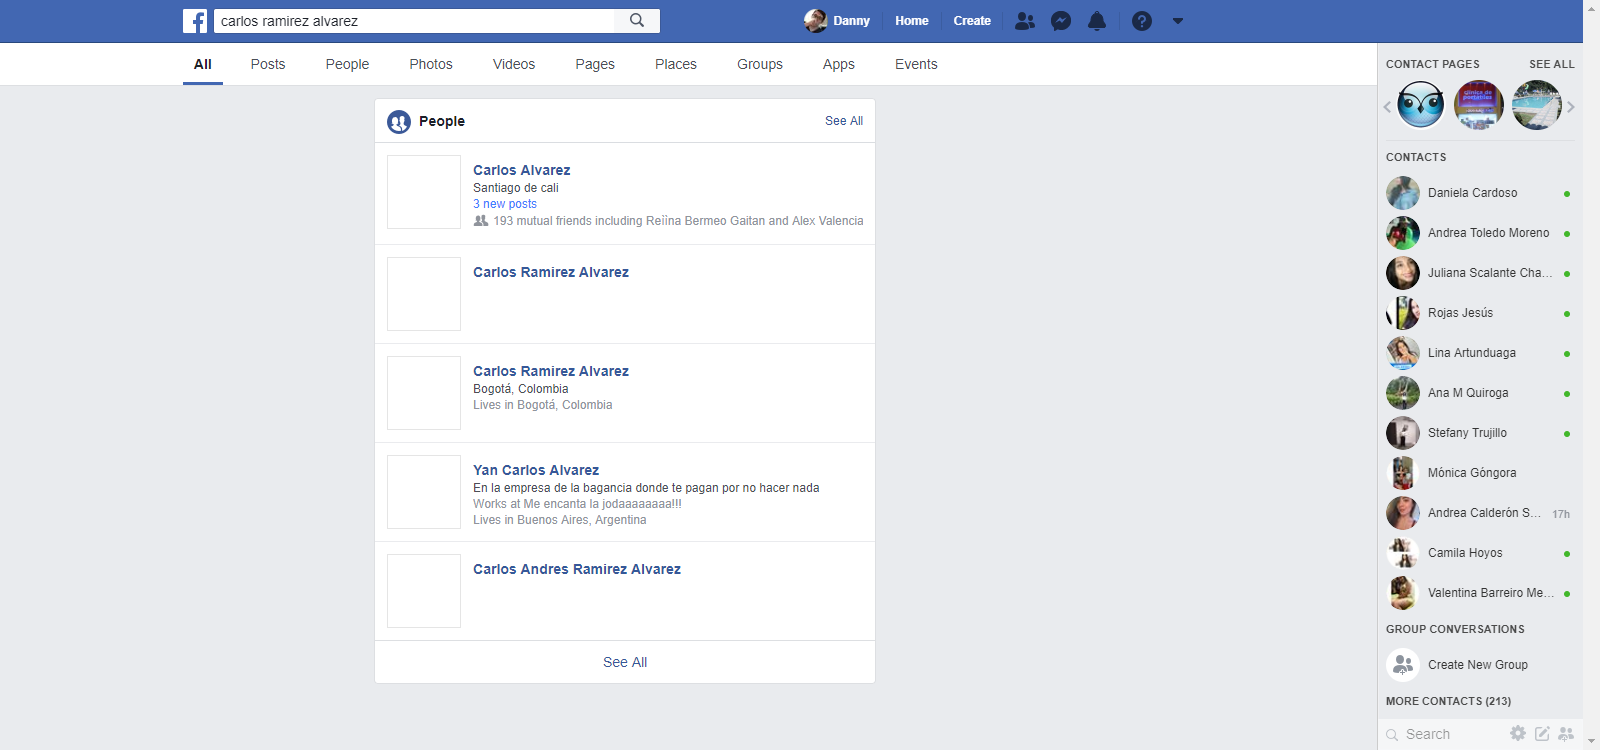 carlos ramirez alvarez
Danny Home Create
All Posts People Photos Videos Pages Places Groups Apps Events
People See All
Carlos Alvarez
Santiago de cali
3 new posts
193 mutual friends including Reiìna Bermeo Gaitan and Alex Valencia
Carlos Ramirez Alvarez
Carlos Ramirez Alvarez
Bogotá, Colombia
Lives in Bogotá, Colombia
Yan Carlos Alvarez
En la empresa de la bagancia donde te pagan por no hacer nada
Works at Me encanta la jodaaaaaaaa!!!
Lives in Buenos Aires, Argentina
Carlos Andres Ramirez Alvarez
See All
CONTACT PAGES SEE ALL
CONTACTS
Daniela Cardoso
Andrea Toledo Moreno
Juliana Scalante Cha...
Rojas Jesús
Lina Artunduaga
Ana M Quiroga
Stefany Trujillo
Mónica Góngora
Andrea Calderón S... 17h
Camila Hoyos
Valentina Barreiro Me...
GROUP CONVERSATIONS
Create New Group
MORE CONTACTS (213)
Search